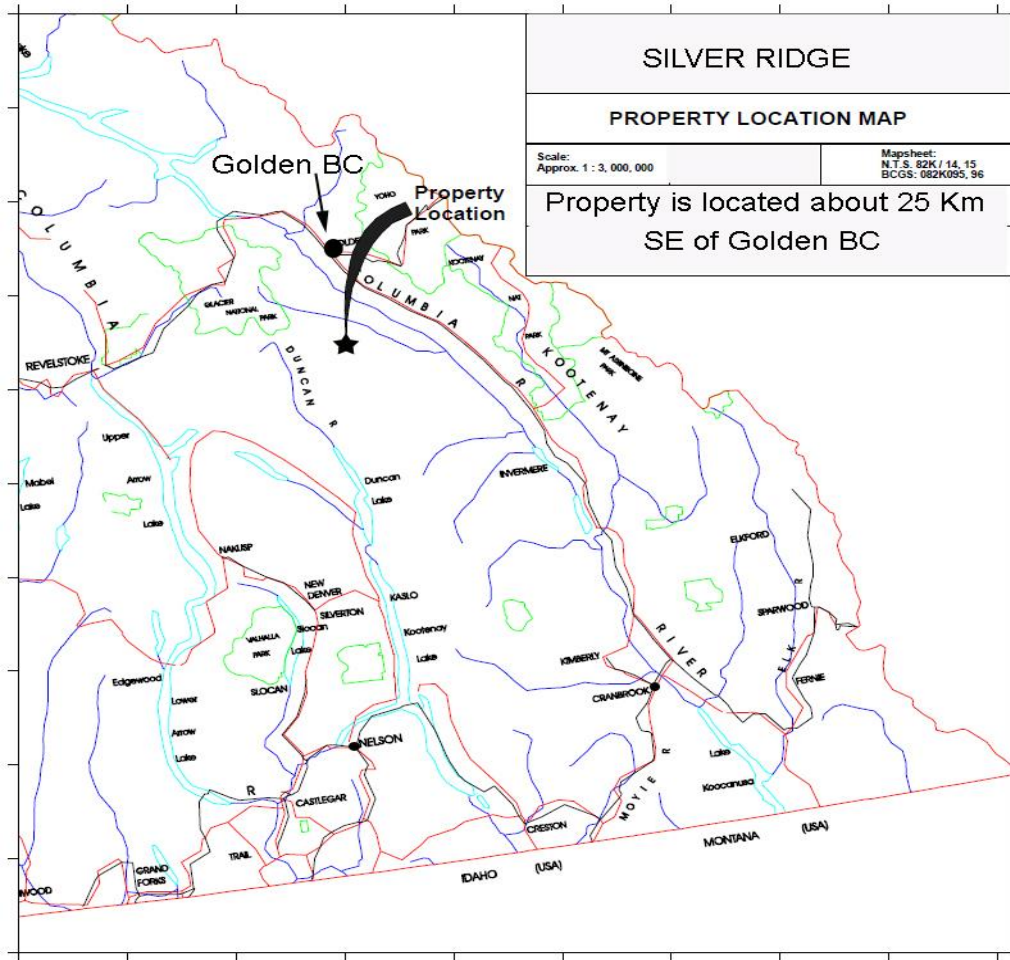 SILVER RIDGE
PROPERTY LOCATION MAP
Scale:
Approx. 1 : 3, 000, 000
Mapsheet:
N.T.S. 82K / 14, 15
BCGS: 082K095, 96
Property is located about 25 Km
SE of Golden BC
Golden BC
Property
Location
YOHO
PARK
COLUMBIA
OLUMBIA
R
KOOTENAY
NAT
PARK
GLACIER
NATIONAL
PARK
MT ASSINIBOINE
PARK
KOOTENAY
REVELSTOKE
DUNCAN R
Upper
Arrow
Lake
Mabel
Lake
Duncan
Lake
INVERMERE
ELKFORD
NAKUSP
NEW
DENVER
SILVERTON
KASLO
Slocan
Lake
VALHALLA
PARK
Kootenay
Lake
SPARWOOD
ELK R
RIVER
KIMBERLY
CRANBROOK
FERNIE
Edgewood
SLOCAN
Lower
Arrow
Lake
NELSON
Lake
Koocanusa
MOYIE R
R
CASTLEGAR
CRESTON
TRAIL
GRAND
FORKS
WOOD
IDAHO (USA)
MONTANA (USA)